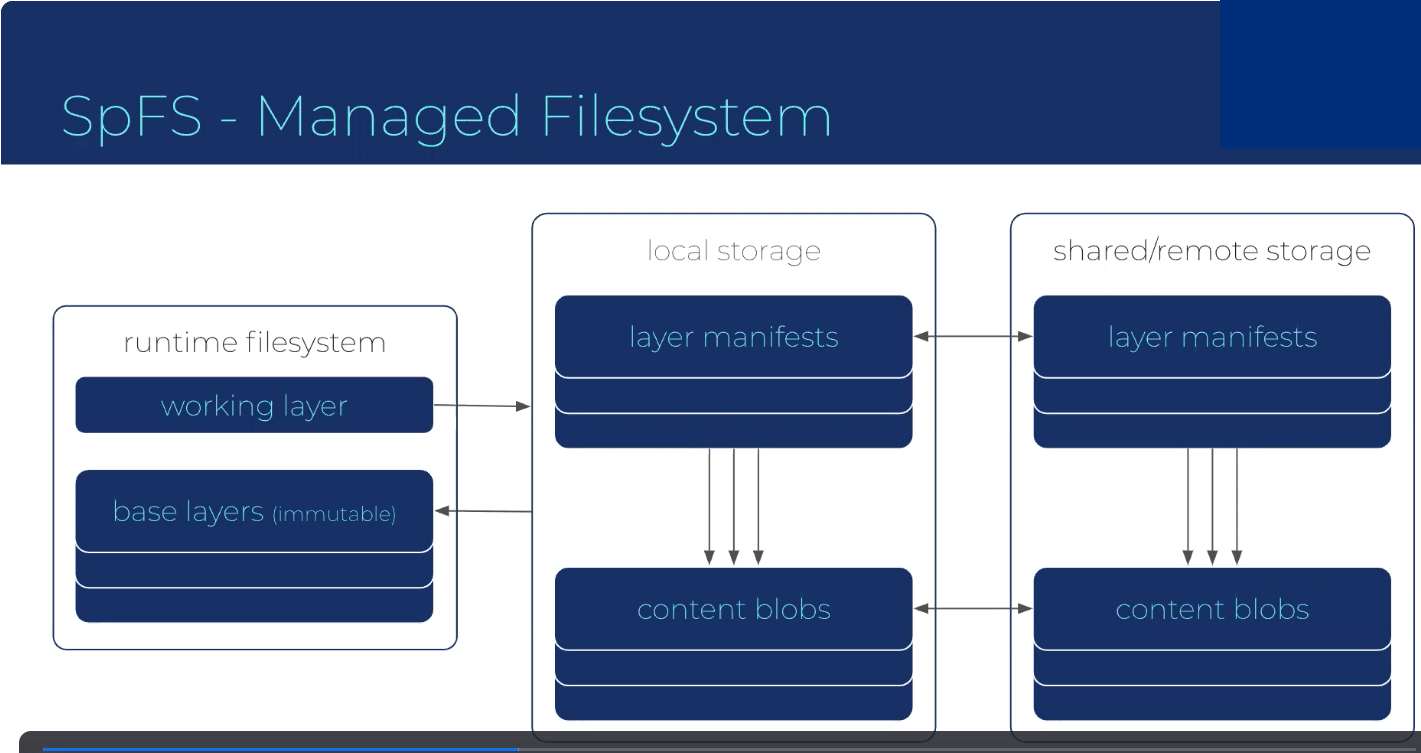 SpFS - Managed Filesystem
runtime filesystem
working layer
base layers (immutable)
local storage
layer manifests
content blobs
shared/remote storage
layer manifests
content blobs